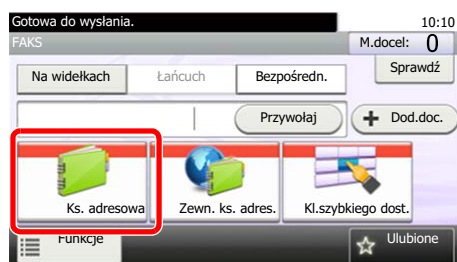 Gotowa do wysłania.
10:10
FAKS
M.docel: 0
Na widełkach
Łańcuch
Bezpośredn.
Sprawdź
Przywołaj
Dod.doc.
Ks. adresowa
Zewn. ks. adres.
Kl.szybkiego dost.
Funkcje
Ulubione